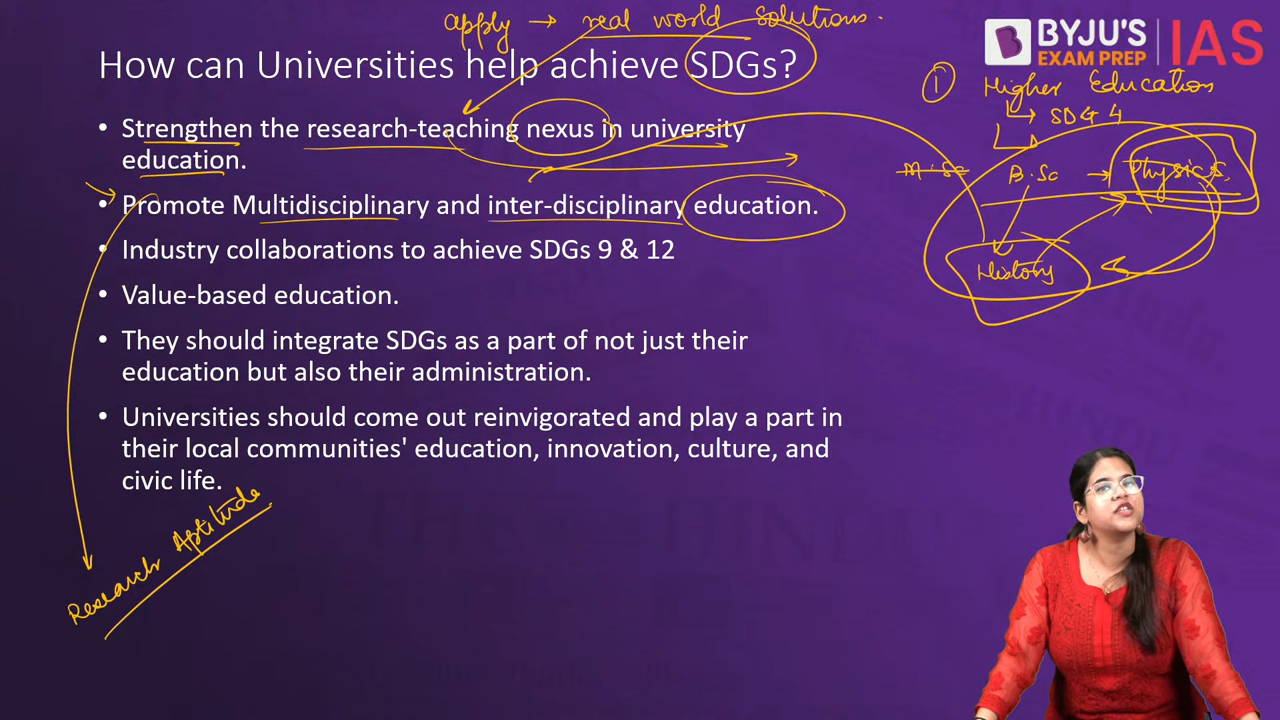 apply → real world solutions.
BYJU'S
EXAM PREP
IAS
How can Universities help achieve SDGs?
① Higher Education
↳ SDG 4
• Strengthen the research-teaching nexus in university
education.
M.Sc B.Sc → Physics.
• Promote Multidisciplinary and inter-disciplinary education.
• Industry collaborations to achieve SDGs 9 & 12
History
• Value-based education.
• They should integrate SDGs as a part of not just their
education but also their administration.
• Universities should come out reinvigorated and play a part in
their local communities' education, innovation, culture, and
civic life.
Research Aptitude